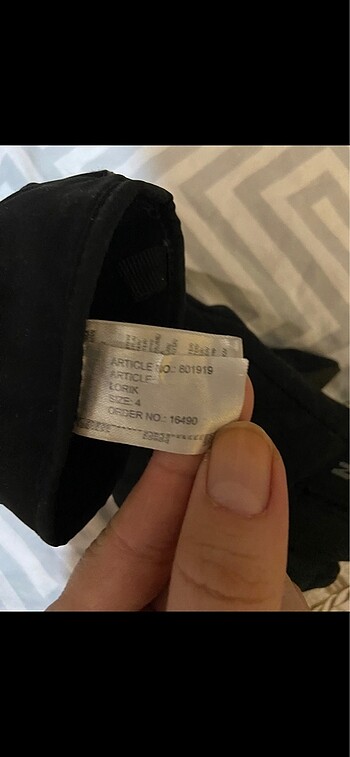 ARTICLE NO.: 801919
ARTICLE:
LORIK
SIZE: 4
ORDER NO.: 16490